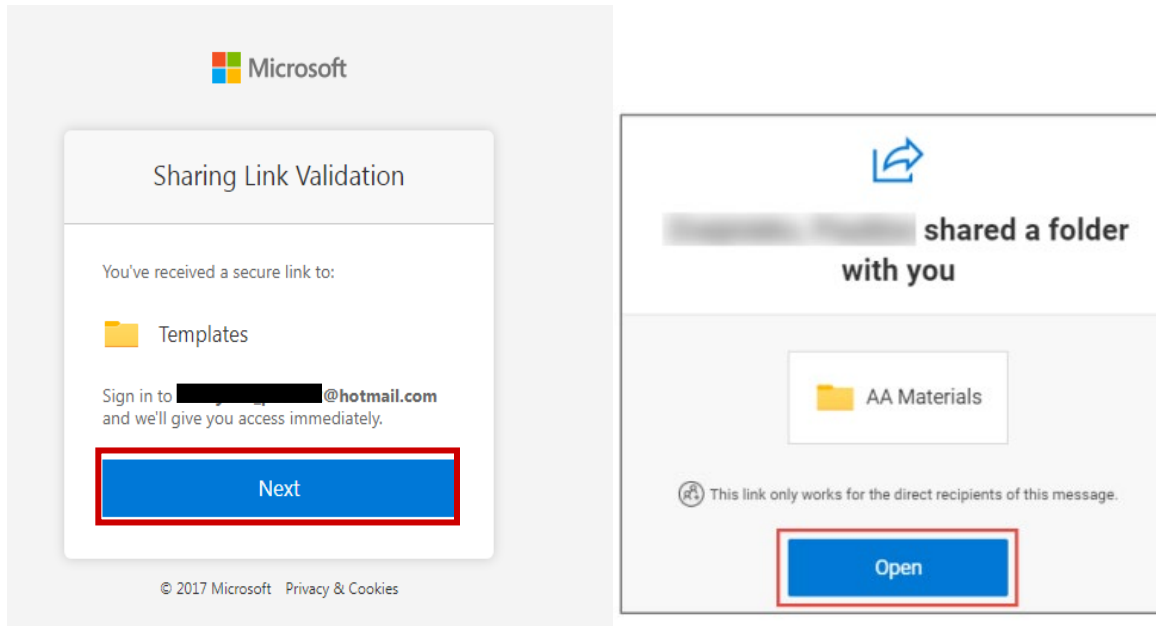 Microsoft
Sharing Link Validation
You've received a secure link to:
Templates
Sign in to @hotmail.com
and we'll give you access immediately.
Next
© 2017 Microsoft Privacy & Cookies
shared a folder
with you
AA Materials
This link only works for the direct recipients of this message.
Open